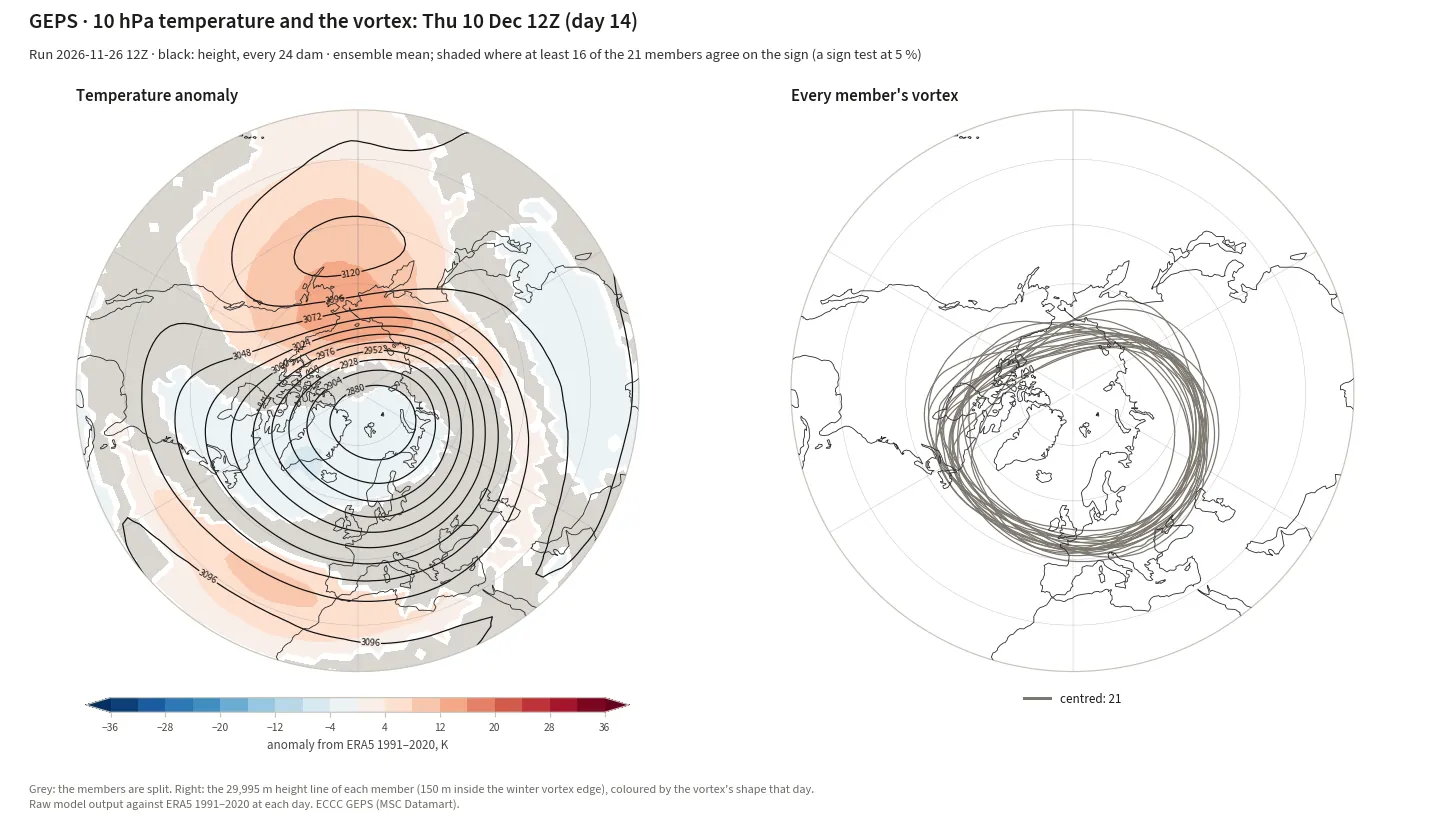 GEPS · 10 hPa temperature and the vortex: Thu 10 Dec 12Z (day 14)
Run 2026-11-26 12Z · black: height, every 24 dam · ensemble mean; shaded where at least 16 of the 21 members agree on the sign (a sign test at 5 %)
Temperature anomaly
Every member's vortex
3120
3096
3072
3048
3024
2976
2952
2928
2904
2880
3096
3096
centred: 21
−36 −28 −20 −12 −4 4 12 20 28 36
anomaly from ERA5 1991–2020, K
Grey: the members are split. Right: the 29,995 m height line of each member (150 m inside the winter vortex edge), coloured by the vortex's shape that day.
Raw model output against ERA5 1991–2020 at each day. ECCC GEPS (MSC Datamart).